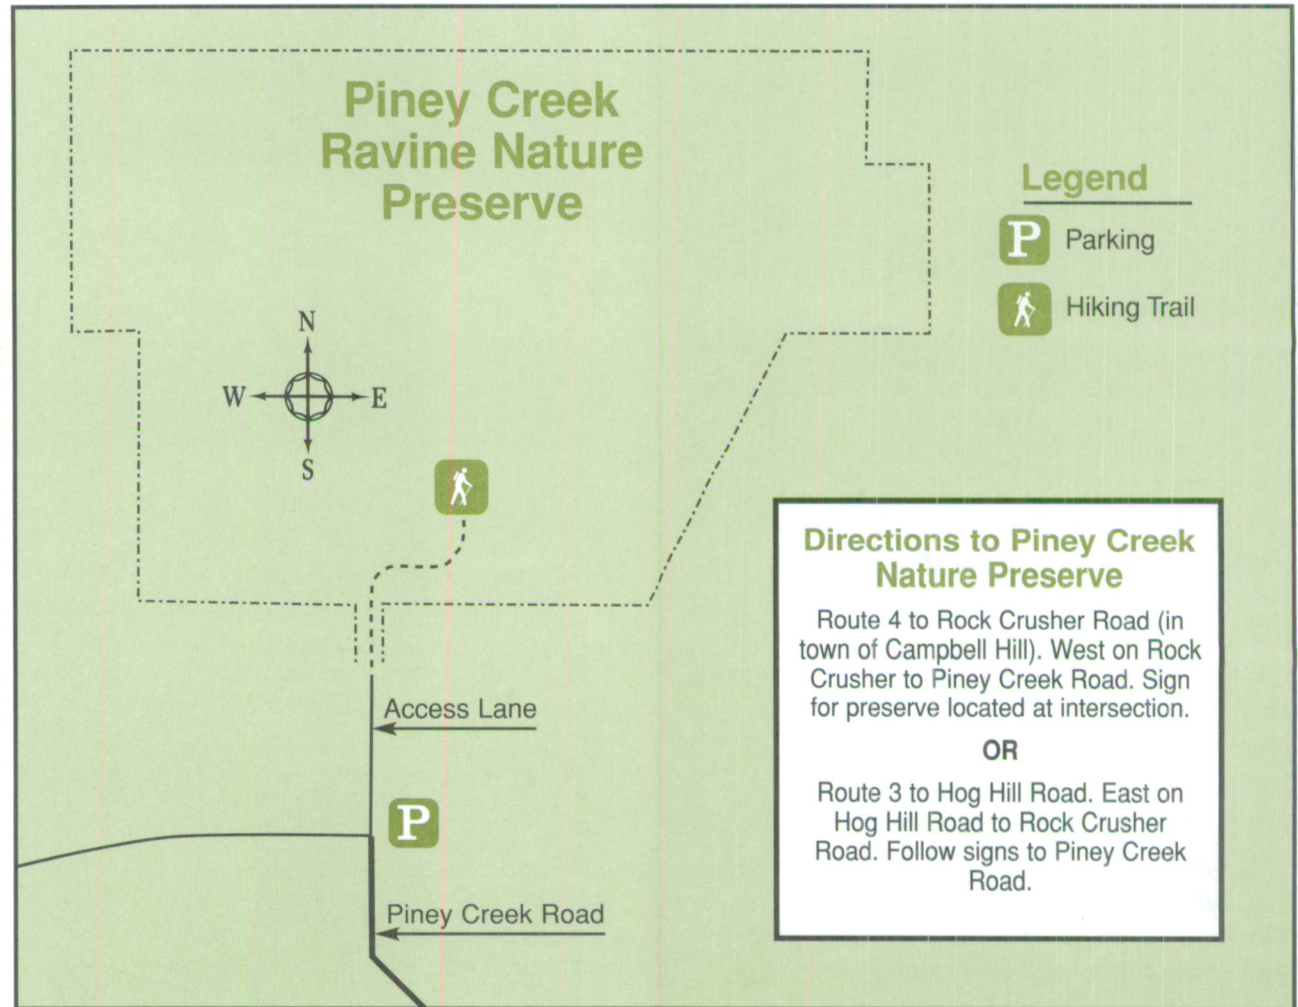 Piney Creek
Ravine Nature
Preserve
Legend
P Parking
Hiking Trail
N
W E
S
Directions to Piney Creek
Nature Preserve
Route 4 to Rock Crusher Road (in
town of Campbell Hill). West on Rock
Crusher to Piney Creek Road. Sign
for preserve located at intersection.
OR
Route 3 to Hog Hill Road. East on
Hog Hill Road to Rock Crusher
Road. Follow signs to Piney Creek
Road.
Access Lane
P
Piney Creek Road